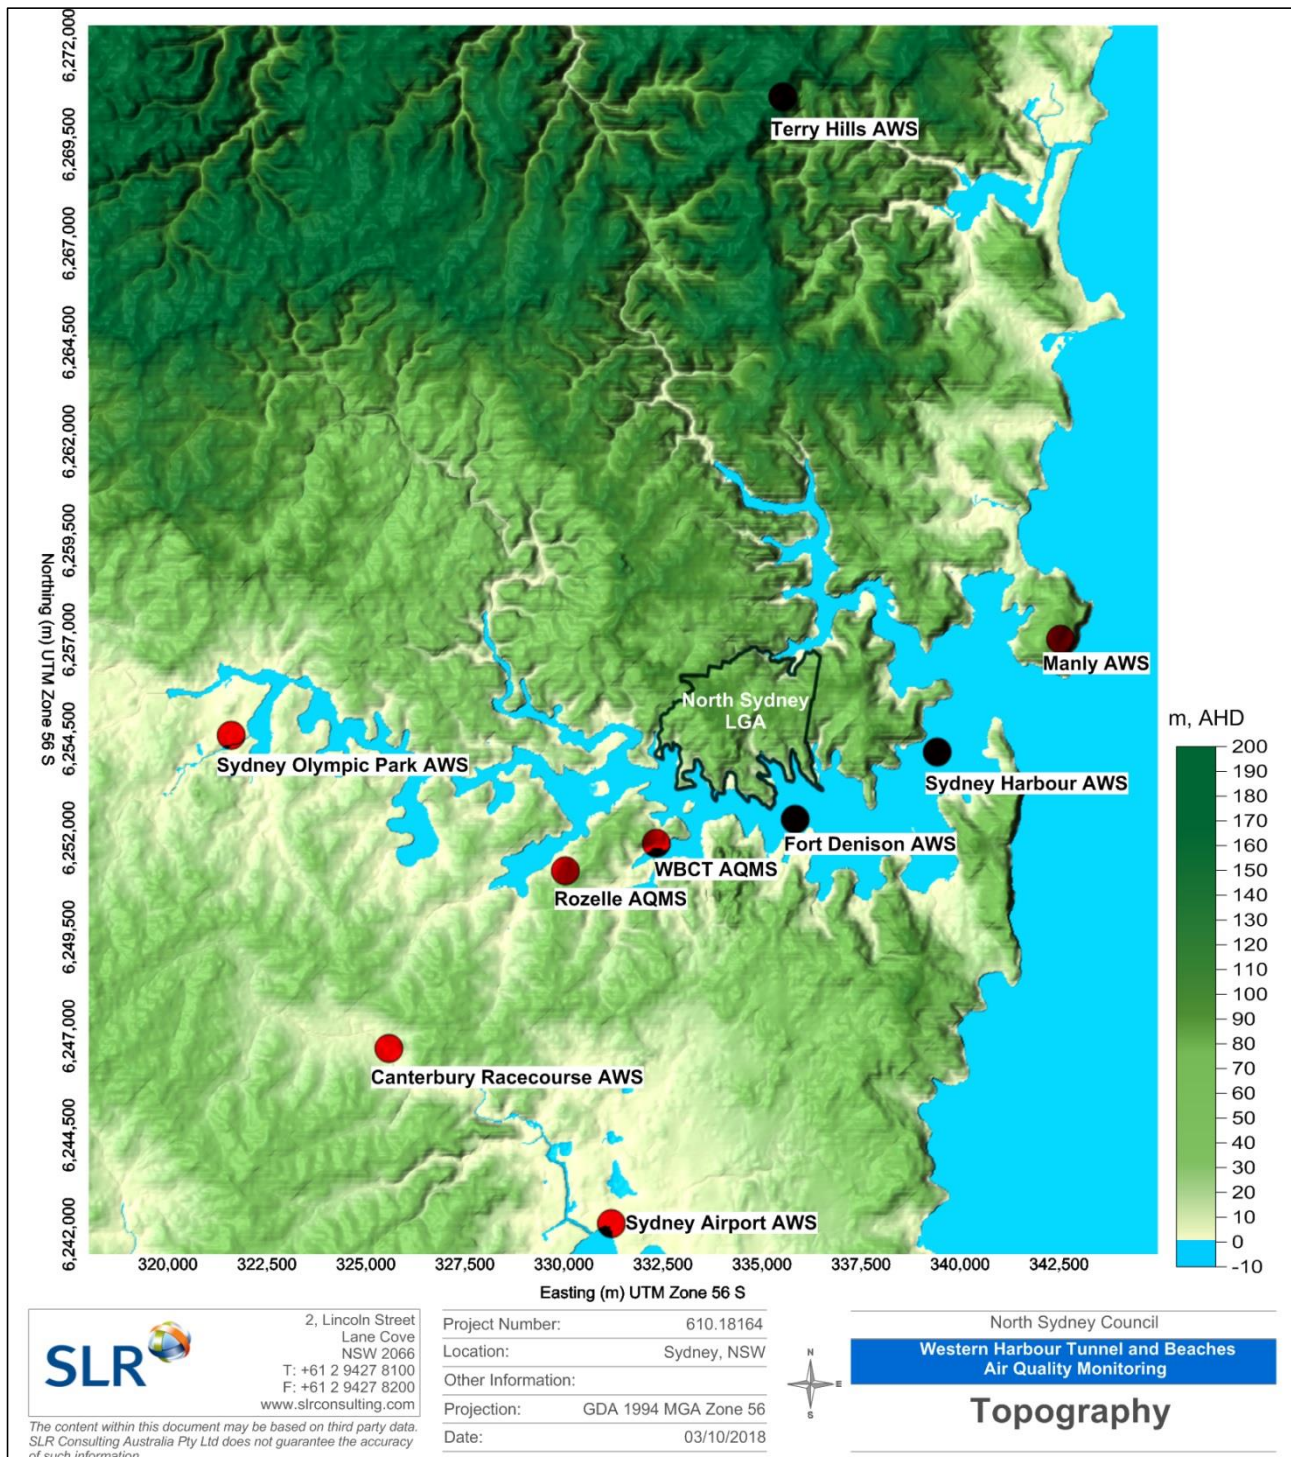 6,272,000
6,269,500
6,267,000
6,264,500
6,262,000
6,259,500
6,257,000
6,254,500
6,252,000
6,249,500
6,247,000
6,244,500
6,242,000
Northing (m) UTM Zone 56 S
Terry Hills AWS
Manly AWS
North Sydney
LGA
Sydney Olympic Park AWS
Sydney Harbour AWS
Fort Denison AWS
WBCT AQMS
Rozelle AQMS
Canterbury Racecourse AWS
Sydney Airport AWS
320,000 322,500 325,000 327,500 330,000 332,500 335,000 337,500 340,000 342,500
Easting (m) UTM Zone 56 S
m, AHD
200
190
180
170
160
150
140
130
120
110
100
90
80
70
60
50
40
30
20
10
0
-10
SLR
2, Lincoln Street
Lane Cove
NSW 2066
T: +61 2 9427 8100
F: +61 2 9427 8200
www.slrconsulting.com
The content within this document may be based on third party data.
SLR Consulting Australia Pty Ltd does not guarantee the accuracy
of such information.
Project Number: 610.18164
Location: Sydney, NSW
Other Information:
Projection: GDA 1994 MGA Zone 56
Date: 03/10/2018
N
E
S
North Sydney Council
Western Harbour Tunnel and Beaches
Air Quality Monitoring
Topography